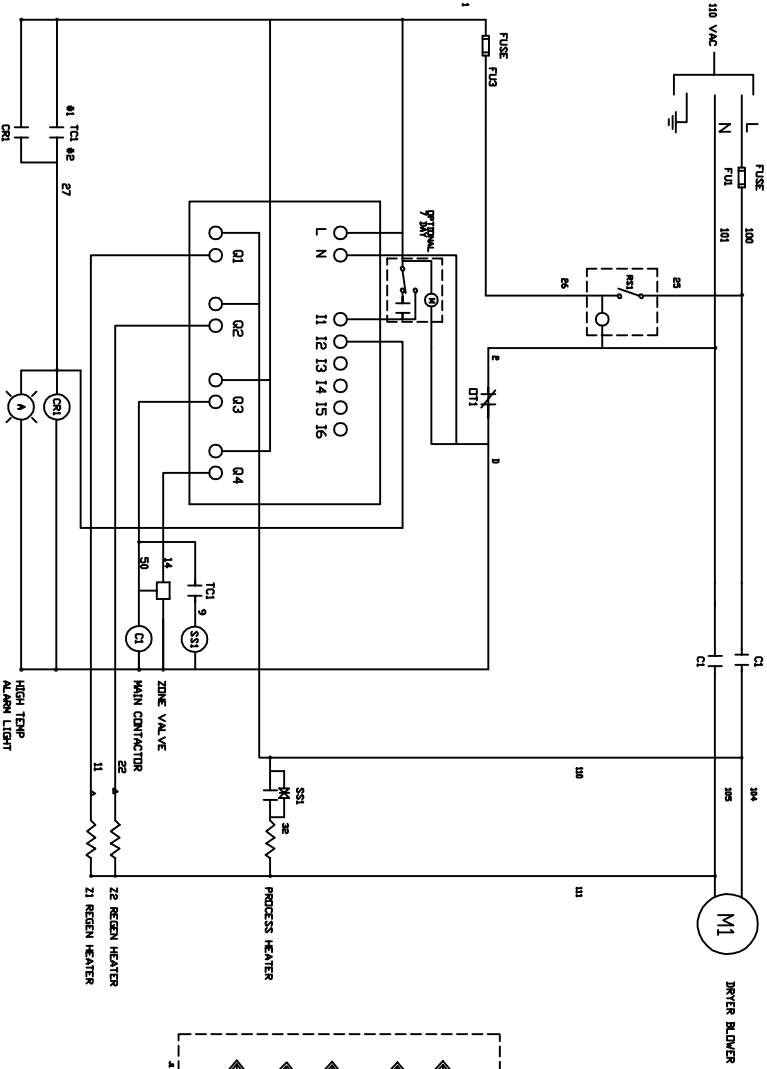 110 VAC
L
N
FUSE
FU1
100
101
25
RS1
26
FUSE
FU3
1
2
OT1
D
C1
C1
104
105
110
111
M1
DRYER BLOWER
OPTIONAL
7 DAY
M
L
N
I1
I2
I3
I4
I5
I6
Q1
Q2
Q3
Q4
#1 TC1 #2
CR1
27
CR1
A
HIGH TEMP
ALARM LIGHT
TC1
9
SS1
14
50
C1
ZONE VALVE
MAIN CONTACTOR
SS1
32
PROCESS HEATER
22
11
Z2 REGEN HEATER
Z1 REGEN HEATER